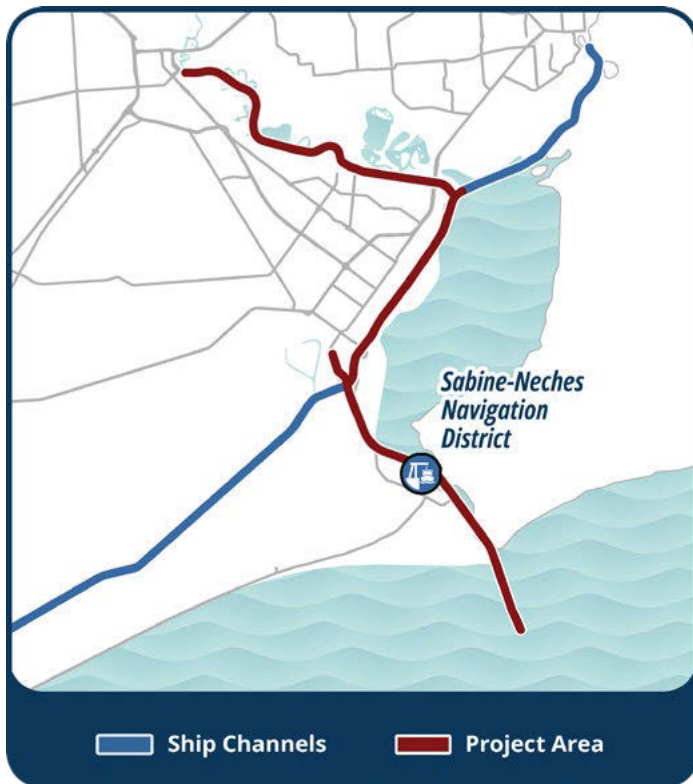 Sabine-Neches
Navigation
District
Ship Channels
Project Area